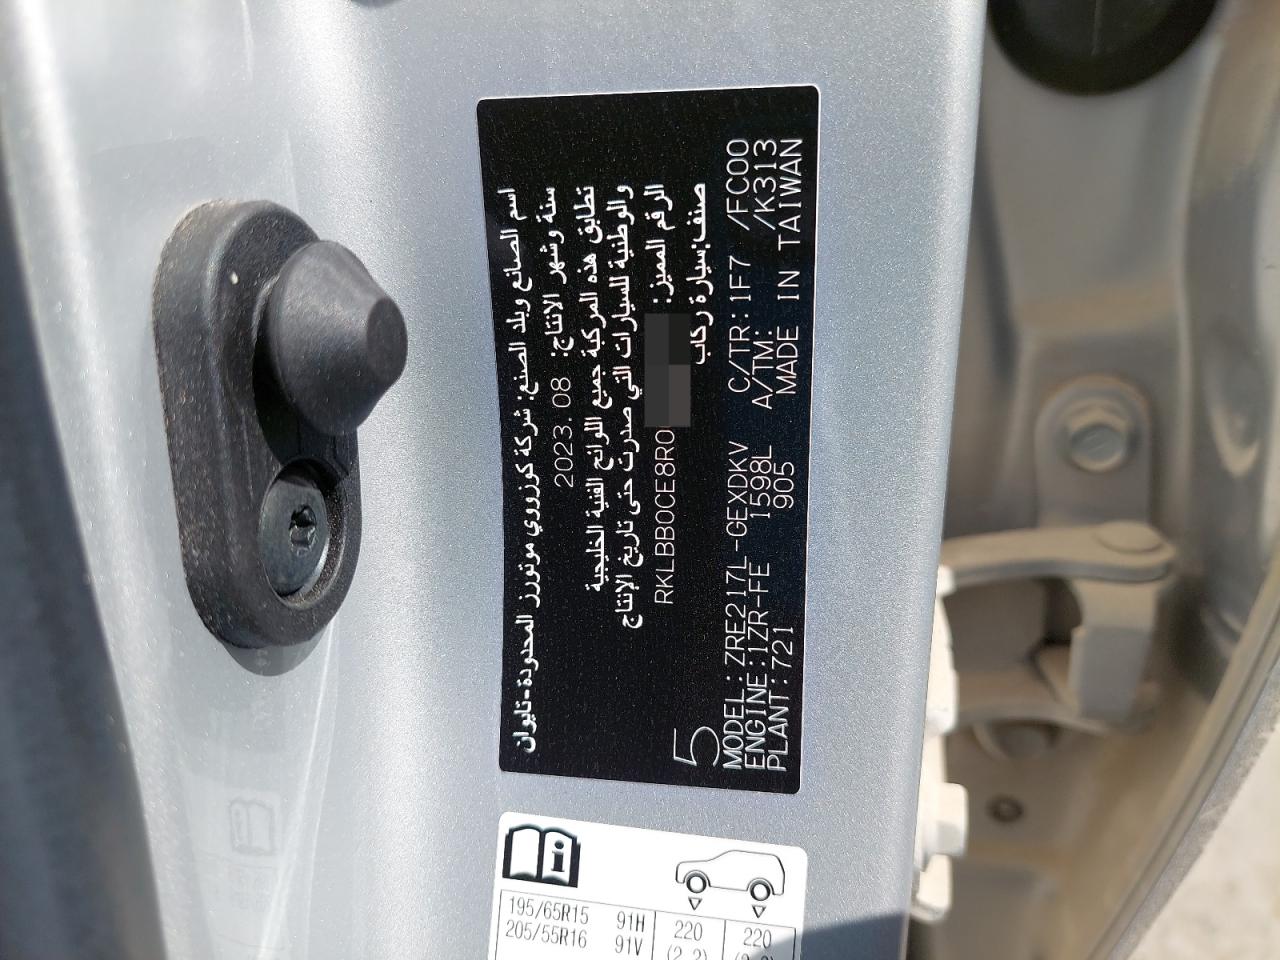 اسم الصانع وبلد الصنع: شركة كوزووي موتورز المحدودة-تايوان
سنة وشهر الانتاج: 2023.08
تطابق هذه المركبة جميع اللوائح الفنية الخليجية
والوطنية للسيارات التي صدرت حتى تاريخ الإنتاج
الرقم المميز: RKLBB0CE8R0
صنف:سيارة ركاب
5
MODEL:ZRE217L-GEXDKV C/TR:1F7 /FC00
ENGINE:1ZR-FE 1598L A/TM: /K313
PLANT:721 905 MADE IN TAIWAN
195/65R15 91H 220 220
205/55R16 91V (2.2)